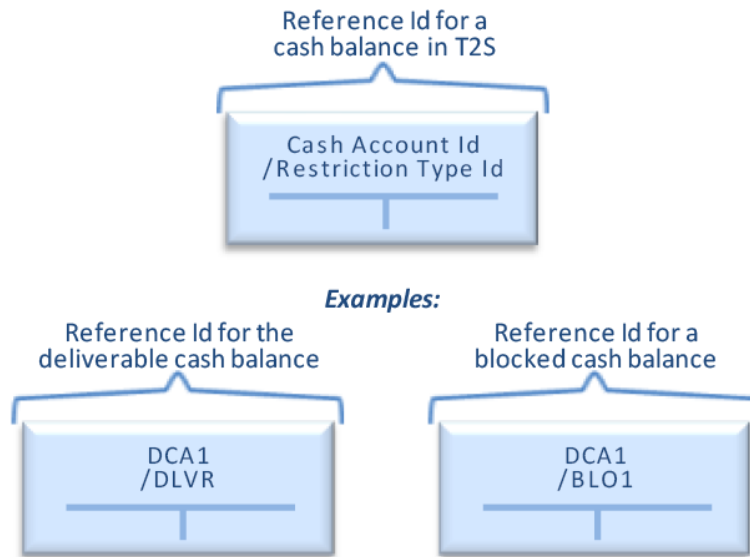 Reference Id for a
cash balance in T2S
Cash Account Id
/Restriction Type Id
Examples:
Reference Id for the
deliverable cash balance
DCA1
/DLVR
Reference Id for a
blocked cash balance
DCA1
/BLO1